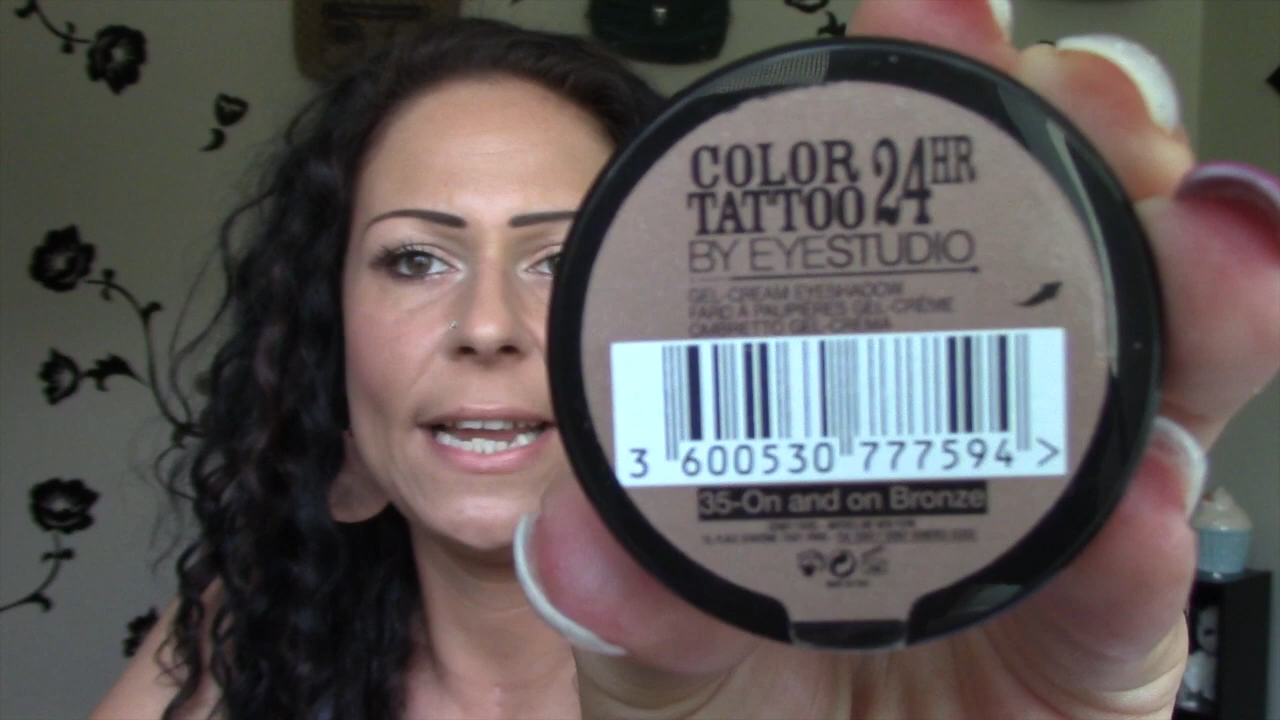 COLOR 24HR
TATTOO
BY EYESTUDIO
GEL-CREAM EYESHADOW
FARD À PAUPIÈRES GEL-CRÈME
OMBRETTO GEL-CREMA
3 600530 777594 >
35-On and on Bronze